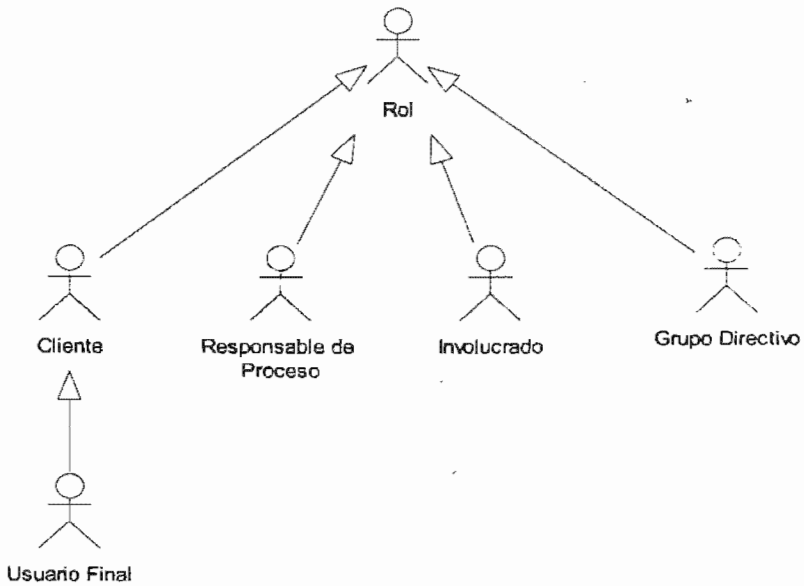 Rol
Cliente
Responsable de
Proceso
Involucrado
Grupo Directivo
Usuario Final